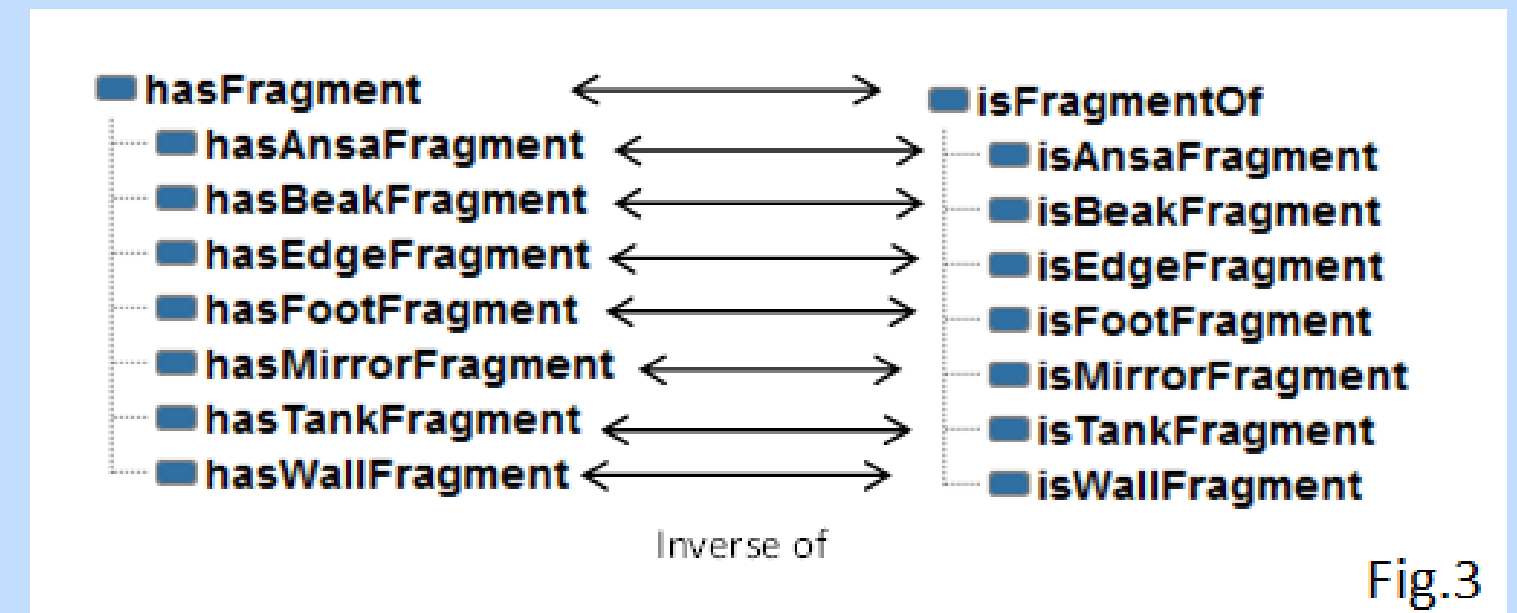 hasFragment
hasAnsaFragment
hasBeakFragment
hasEdgeFragment
hasFootFragment
hasMirrorFragment
hasTankFragment
hasWallFragment
isFragmentOf
isAnsaFragment
isBeakFragment
isEdgeFragment
isFootFragment
isMirrorFragment
isTankFragment
isWallFragment
Inverse of
Fig.3